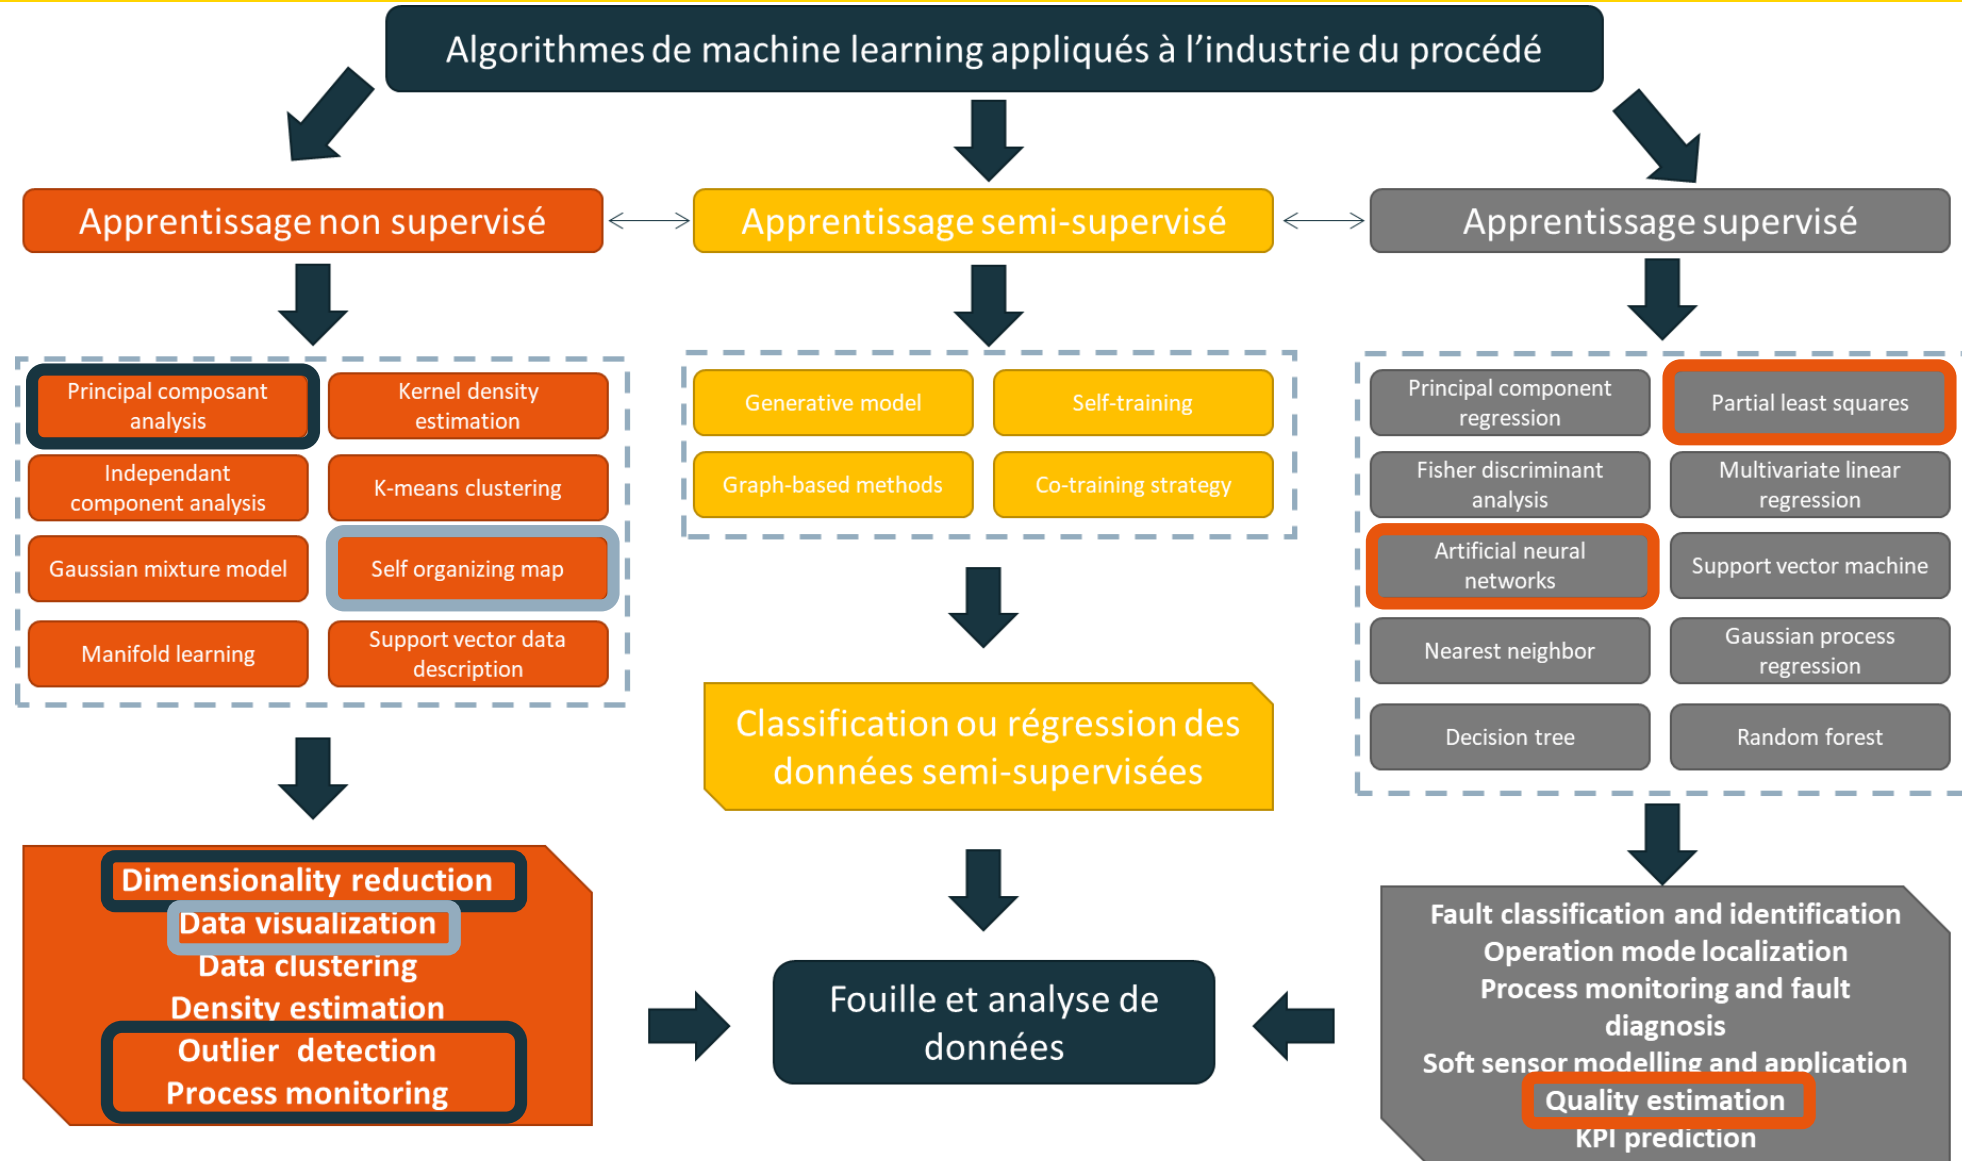 Algorithmes de machine learning appliqués à l'industrie du procédé
Apprentissage non supervisé
Apprentissage semi-supervisé
Apprentissage supervisé
Principal composant
analysis
Kernel density
estimation
Independant
component analysis
K-means clustering
Gaussian mixture model
Self organizing map
Manifold learning
Support vector data
description
Generative model
Self-training
Graph-based methods
Co-training strategy
Principal component
regression
Partial least squares
Fisher discriminant
analysis
Multivariate linear
regression
Artificial neural
networks
Support vector machine
Nearest neighbor
Gaussian process
regression
Decision tree
Random forest
Classification ou régression des
données semi-supervisées
Dimensionality reduction
Data visualization
Data clustering
Density estimation
Outlier detection
Process monitoring
Fouille et analyse de
données
Fault classification and identification
Operation mode localization
Process monitoring and fault
diagnosis
Soft sensor modelling and application
Quality estimation
KPI prediction